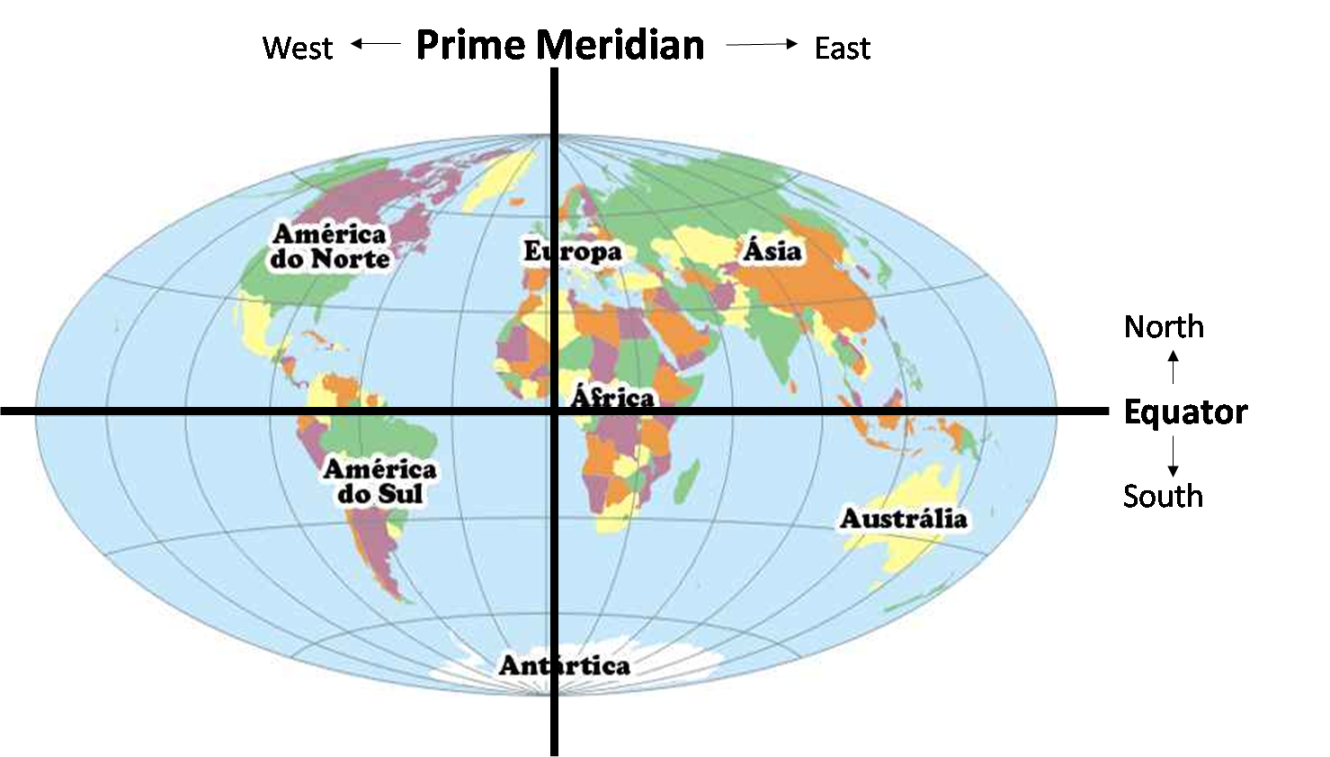 West Prime Meridian East
América
do Norte
Europa
Ásia
África
América
do Sul
Austrália
Antártica
North
Equator
South